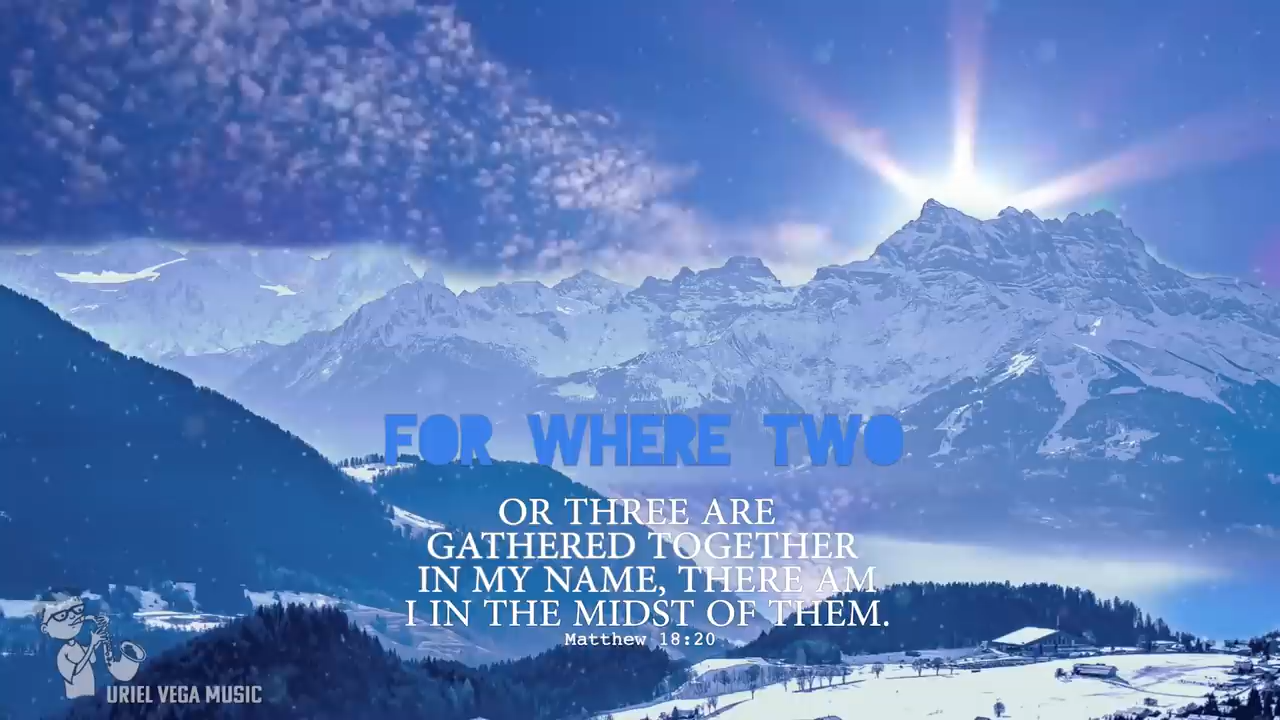 FOR WHERE TWO
OR THREE ARE
GATHERED TOGETHER
IN MY NAME, THERE AM
I IN THE MIDST OF THEM.
Matthew 18:20
URIEL VEGA MUSIC